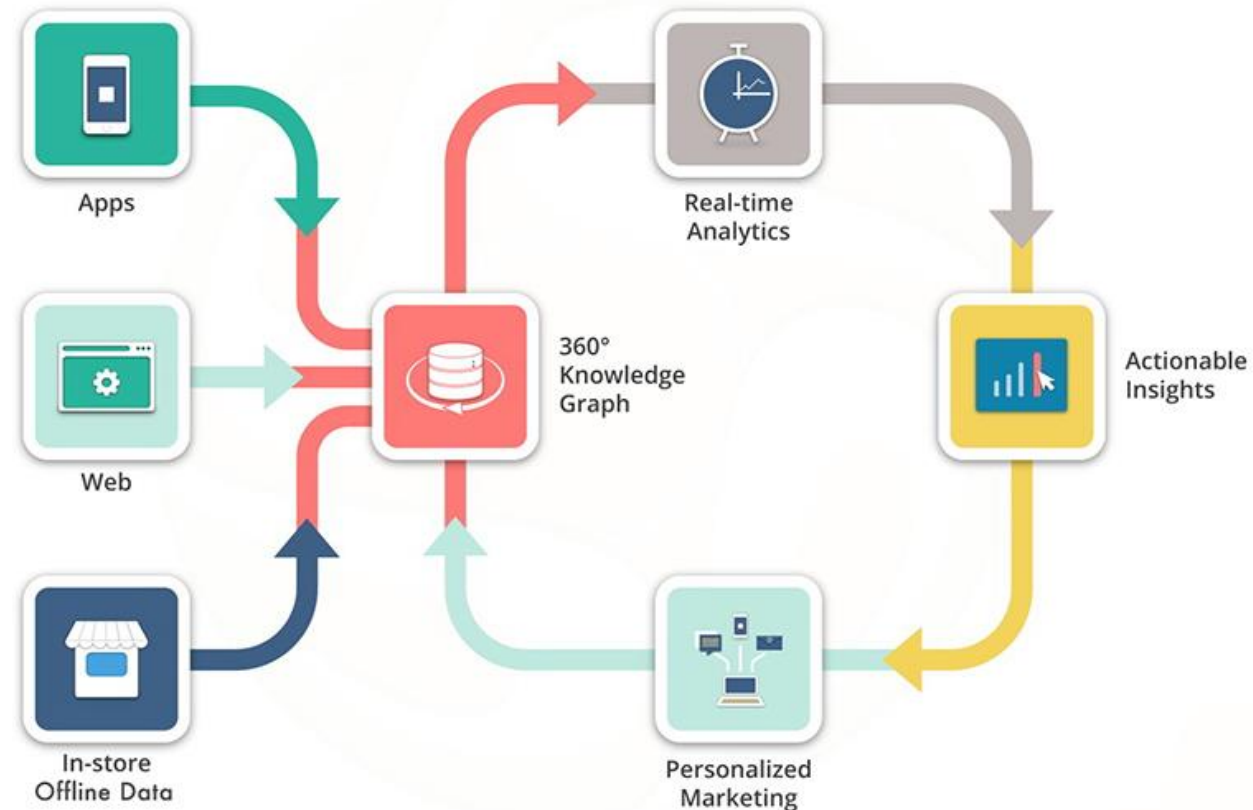 Apps
Real-time
Analytics
360°
Knowledge
Graph
Actionable
Insights
Web
In-store
Offline Data
Personalized
Marketing